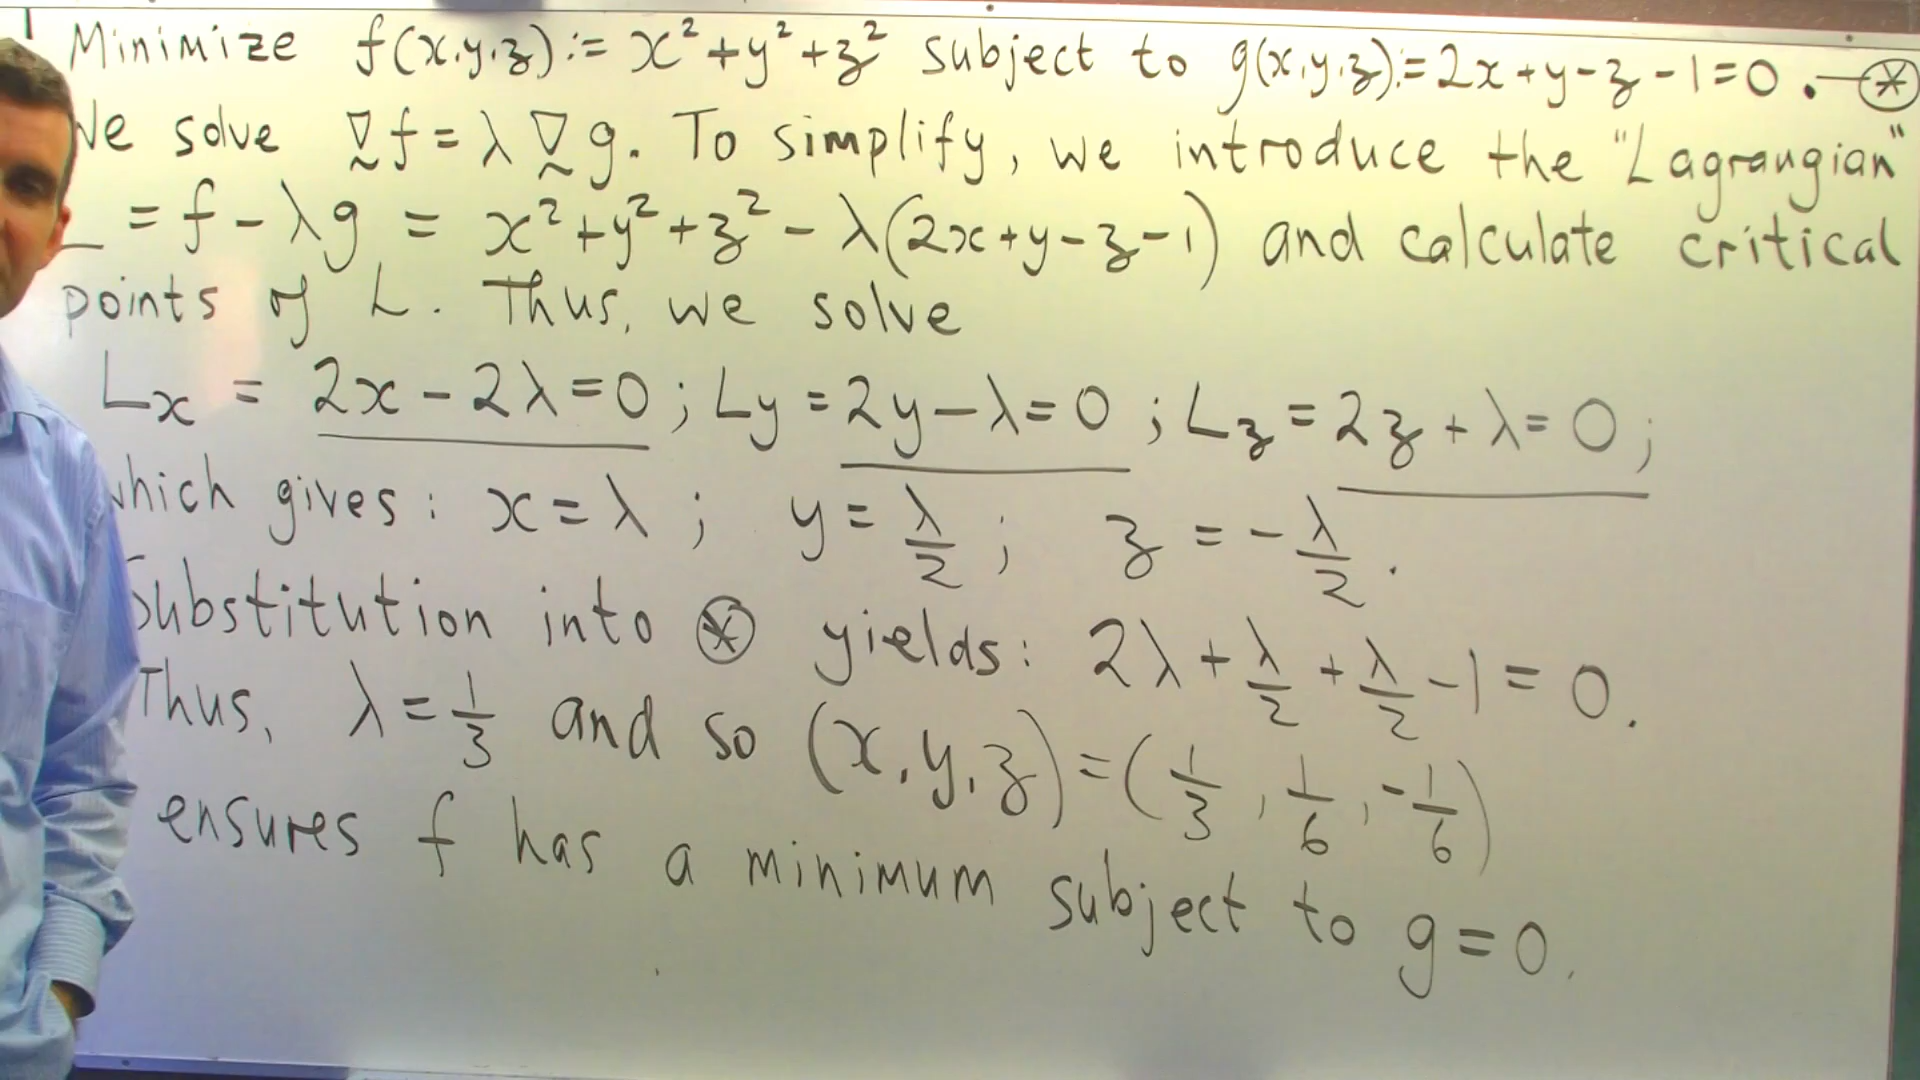 Minimize f(x,y,z) := x² + y² + z² subject to g(x,y,z) := 2x + y - z - 1 = 0 . — ⊛
We solve ∇f = λ ∇g. To simplify, we introduce the "Lagrangian"
= f - λg = x² + y² + z² - λ(2x + y - z - 1) and calculate critical
points of L. Thus, we solve
Lx = 2x - 2λ = 0 ; Ly = 2y - λ = 0 ; Lz = 2z + λ = 0 ;
which gives : x = λ ; y = λ/2 ; z = -λ/2 .
Substitution into ⊛ yields : 2λ + λ/2 + λ/2 - 1 = 0 .
Thus, λ = 1/3 and so (x, y, z) = (1/3, 1/6, -1/6)
ensures f has a minimum subject to g = 0 .